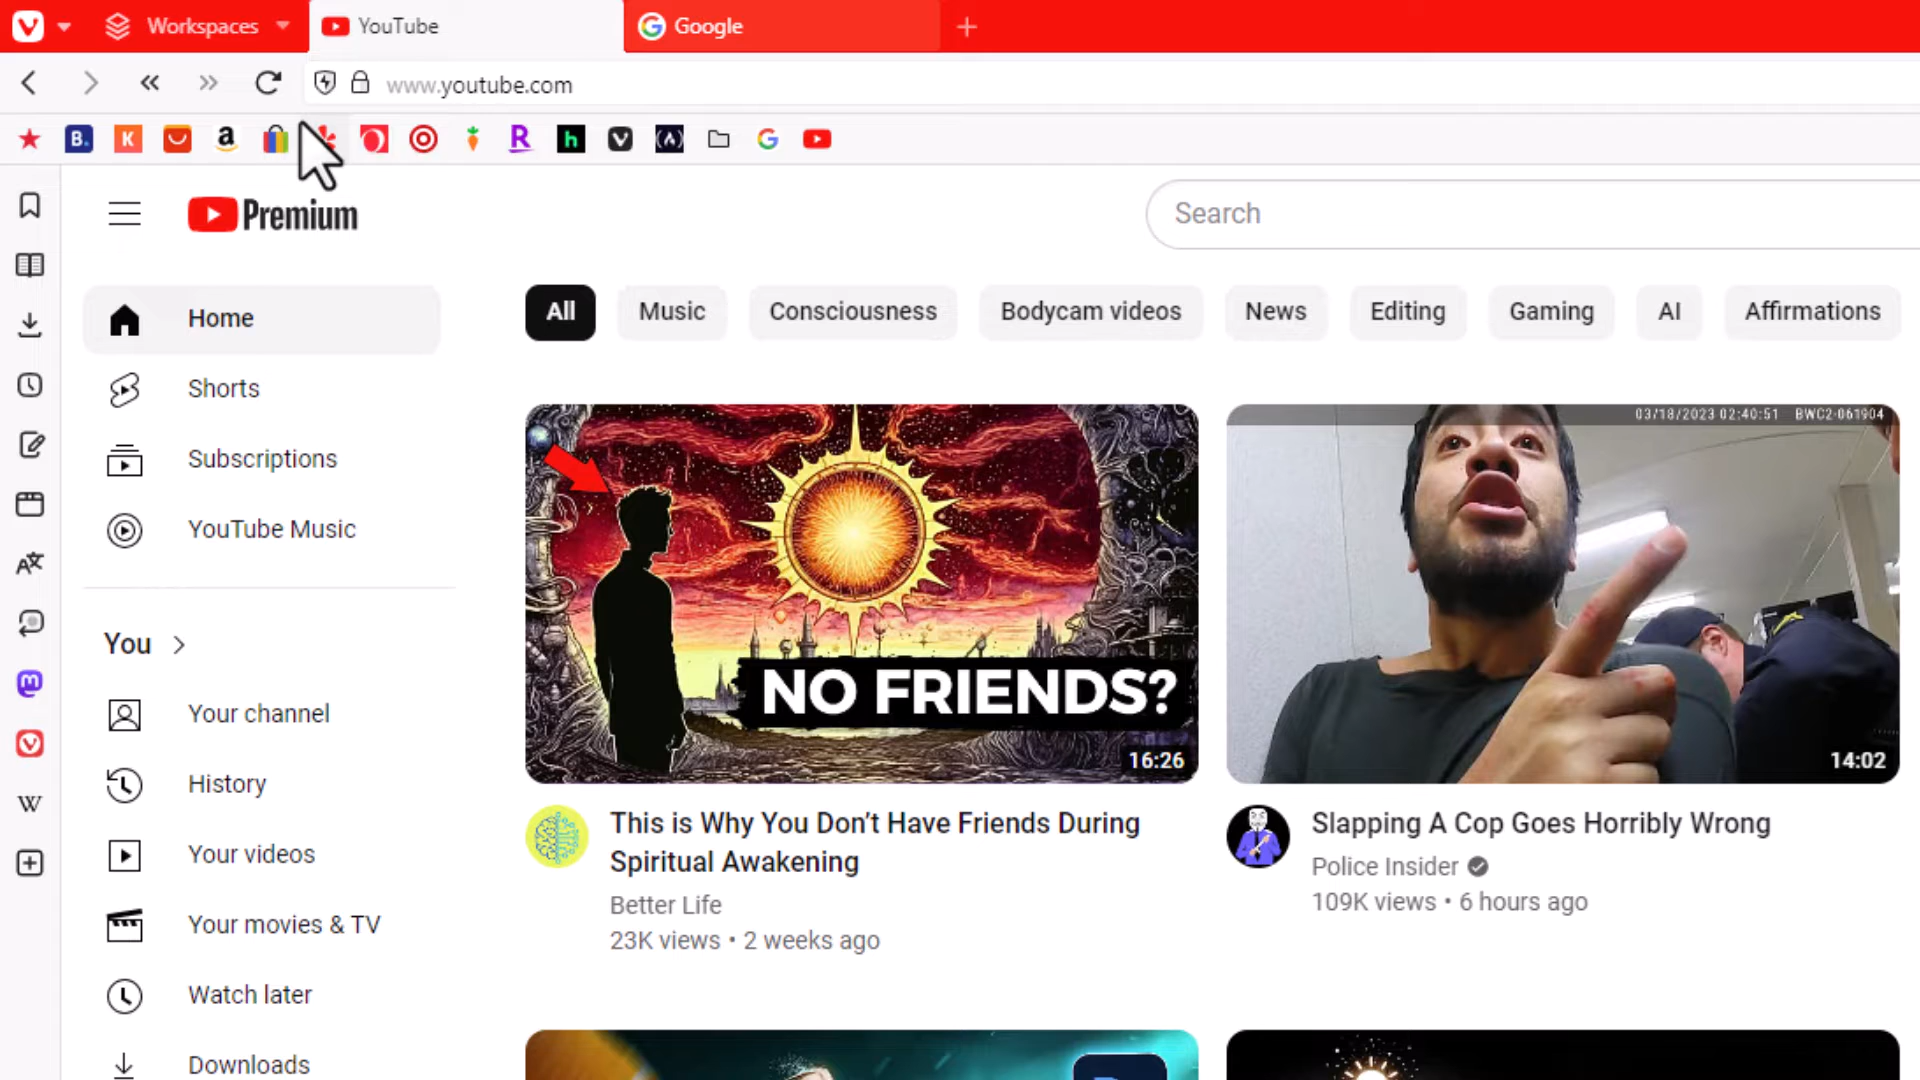 Workspaces
YouTube
Google
www.youtube.com
B.
K
a
R
h
Premium
Search
Home
Shorts
Subscriptions
YouTube Music
You
Your channel
History
Your videos
Your movies & TV
Watch later
Downloads
All
Music
Consciousness
Bodycam videos
News
Editing
Gaming
AI
Affirmations
NO FRIENDS?
16:26
This is Why You Don’t Have Friends During
Spiritual Awakening
Better Life
23K views • 2 weeks ago
03/18/2023 02:40:51 BWC2-061904
14:02
Slapping A Cop Goes Horribly Wrong
Police Insider
109K views • 6 hours ago
W